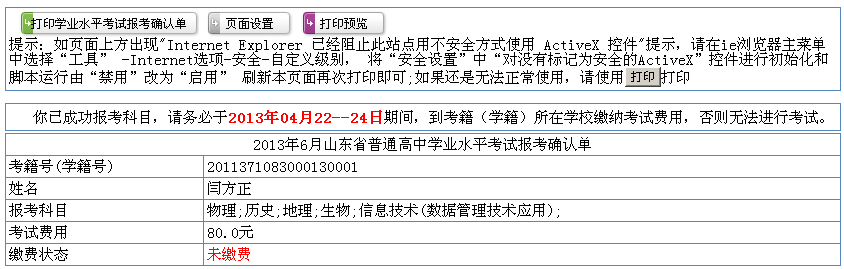 打印学业水平考试报考确认单 页面设置 打印预览
提示: 如页面上方出现"Internet Explorer 已经阻止此站点用不安全方式使用 ActiveX 控件"提示, 请在ie浏览器主菜单
中选择“工具” -Internet选项-安全-自定义级别, 将“安全设置”中“对没有标记为安全的ActiveX”控件进行初始化和
脚本运行由“禁用”改为“启用” 刷新本页面再次打印即可;如果还是无法正常使用, 请使用 打印 打印
你已成功报考科目，请务必于2013年04月22--24日期间，到考籍（学籍）所在学校缴纳考试费用，否则无法进行考试。
2013年6月山东省普通高中学业水平考试报考确认单
考籍号(学籍号) 2011371083000130001
姓名 闫方正
报考科目 物理;历史;地理;生物;信息技术(数据管理技术应用);
考试费用 80.0元
缴费状态 未缴费